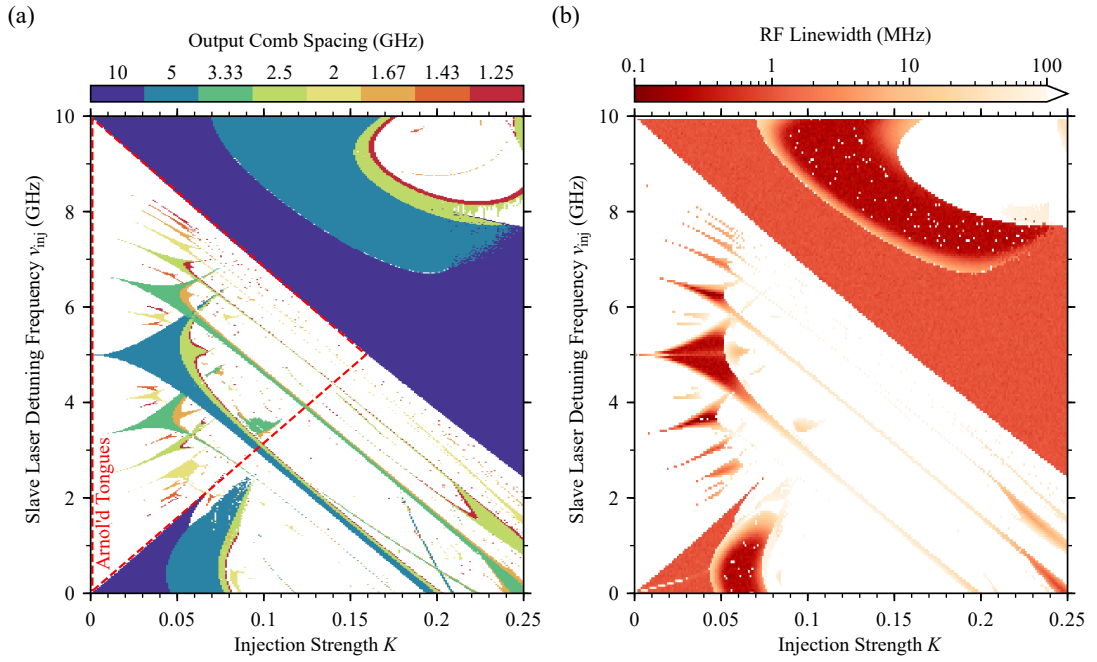 (a)
Output Comb Spacing (GHz)
10 5 3.33 2.5 2 1.67 1.43 1.25
Slave Laser Detuning Frequency νinj (GHz)
10
8
6
4
2
0
Arnol'd Tongues
0 0.05 0.1 0.15 0.2 0.25
Injection Strength K
(b)
RF Linewidth (MHz)
0.1 1 10 100
Slave Laser Detuning Frequency νinj (GHz)
10
8
6
4
2
0
0 0.05 0.1 0.15 0.2 0.25
Injection Strength K